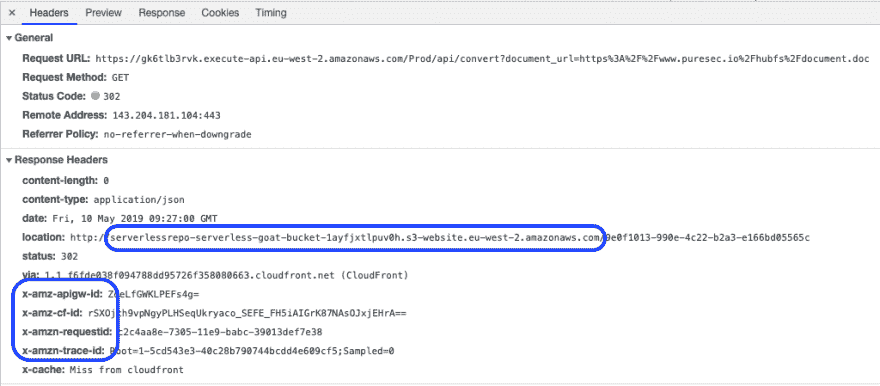 × Headers Preview Response Cookies Timing
▼ General
Request URL: https://gk6tlb3rvk.execute-api.eu-west-2.amazonaws.com/Prod/api/convert?document_url=https%3A%2F%2Fwww.puresec.io%2Fhubfs%2Fdocument.doc
Request Method: GET
Status Code: 302
Remote Address: 143.204.181.104:443
Referrer Policy: no-referrer-when-downgrade
▼ Response Headers
content-length: 0
content-type: application/json
date: Fri, 10 May 2019 09:27:00 GMT
location: http://serverlessrepo-serverless-goat-bucket-1ayfjxtlpuv0h.s3-website.eu-west-2.amazonaws.com/9e0f1013-990e-4c22-b2a3-e166bd05565c
status: 302
via: 1.1 f6fde038f094788dd95726f358080663.cloudfront.net (CloudFront)
x-amz-apigw-id: LfGWKLPEFs4g=
x-amz-cf-id: h9vpNgyPLHSeqUkryaco_SEFE_FH5iAIGrK87NAsOJxjEHrA==
x-amzn-requestid: c2c4aa8e-7305-11e9-babc-39013def7e38
x-amzn-trace-id: Root=1-5cd543e3-40c28b790744bcdd4e609cf5;Sampled=0
x-cache: Miss from cloudfront